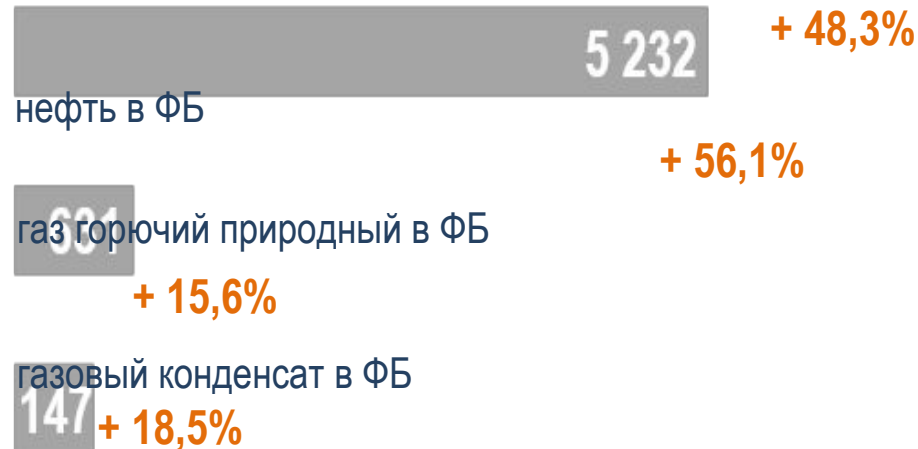 5 232
+ 48,3%
нефть в ФБ
+ 56,1%
631
газ горючий природный в ФБ
+ 15,6%
газовый конденсат в ФБ
147
+ 18,5%